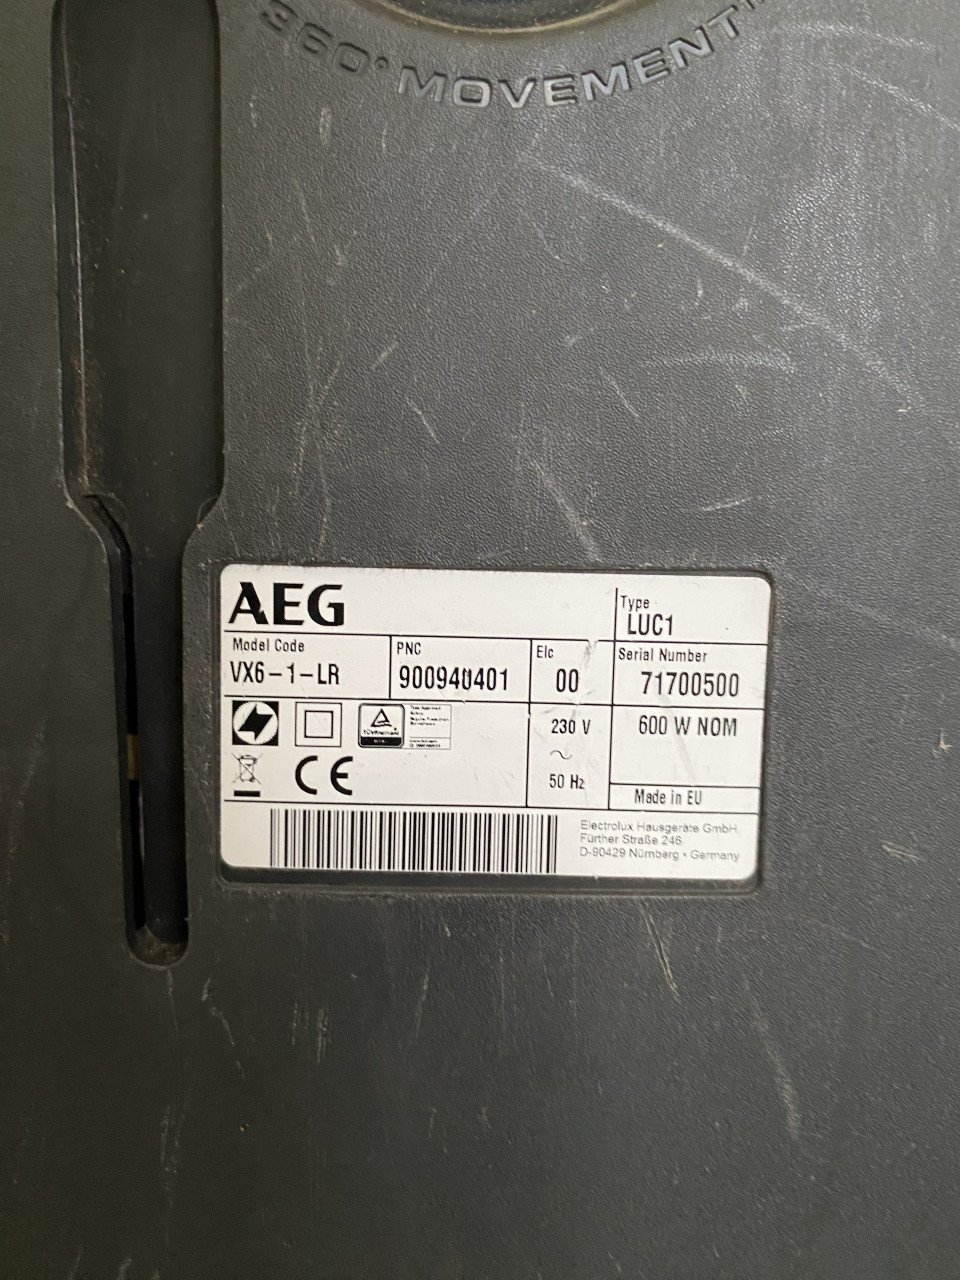 360° MOVEMENT
AEG
Type
LUC1
Model Code
VX6-1-LR
PNC
900940401
Elc
00
Serial Number
71700500
230 V
~
50 Hz
600 W NOM
Made in EU
CE
Electrolux Hausgeräte GmbH
Fürther Straße 246
D-90429 Nürnberg • Germany